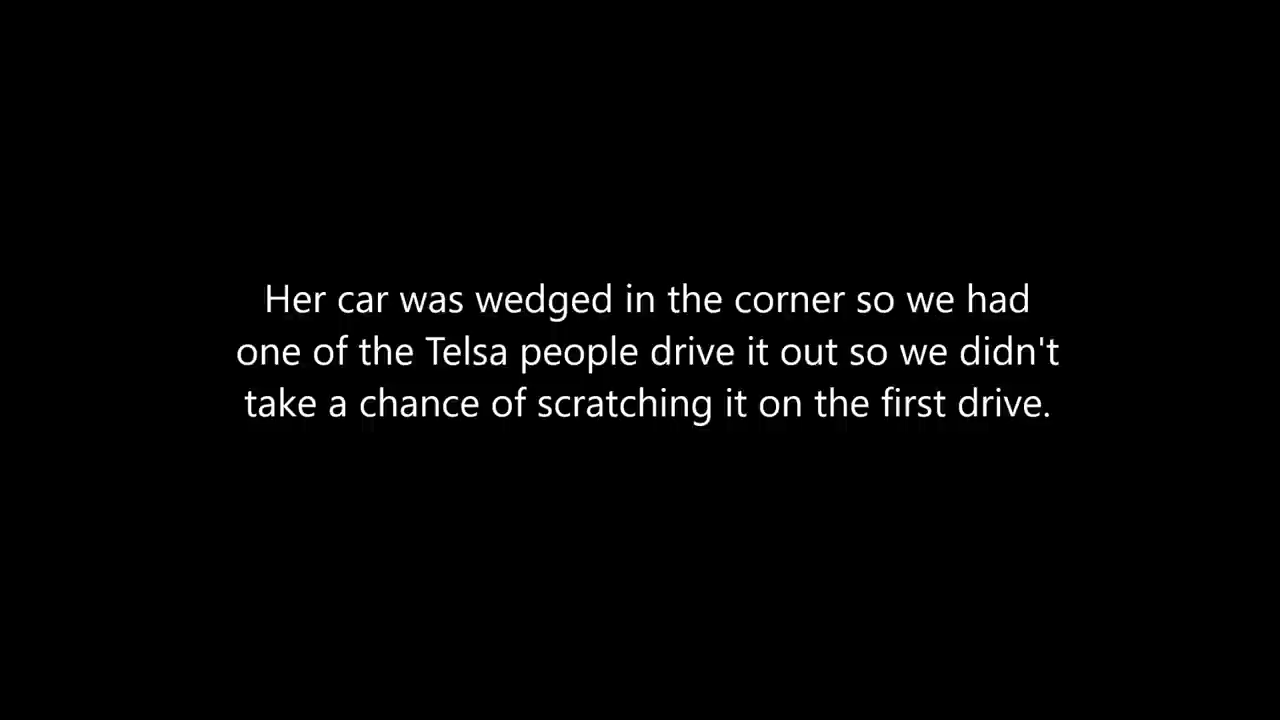 Her car was wedged in the corner so we had
one of the Telsa people drive it out so we didn't
take a chance of scratching it on the first drive.